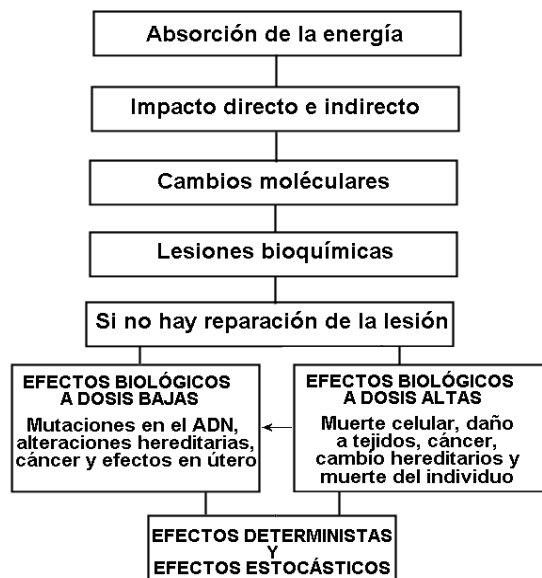 Absorción de la energía
Impacto directo e indirecto
Cambios moléculares
Lesiones bioquímicas
Si no hay reparación de la lesión
EFECTOS BIOLÓGICOS
A DOSIS BAJAS
Mutaciones en el ADN,
alteraciones hereditarias,
cáncer y efectos en útero
EFECTOS BIOLÓGICOS
A DOSIS ALTAS
Muerte celular, daño
a tejidos, cáncer,
cambio hereditarios y
muerte del individuo
EFECTOS DETERMINISTAS
Y
EFECTOS ESTOCÁSTICOS